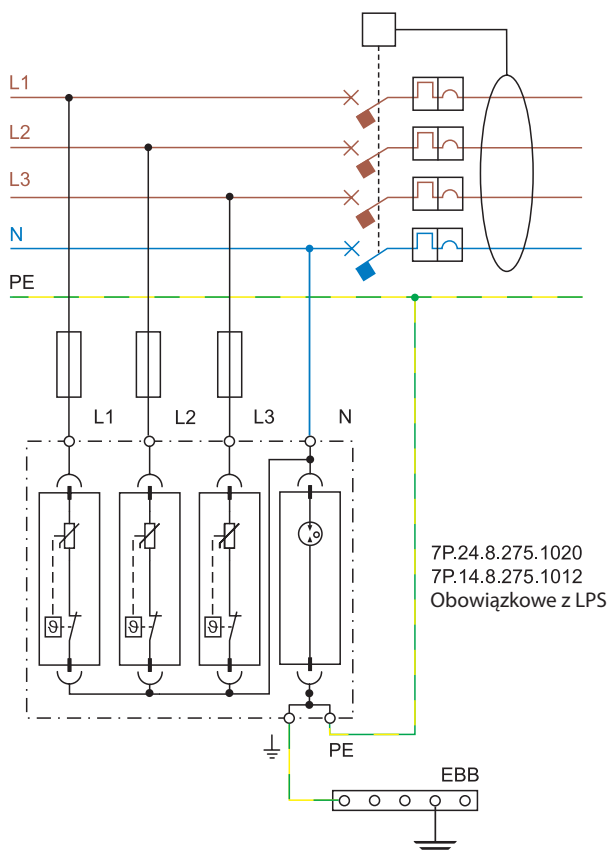 L1
L2
L3
N
PE
L1
L2
L3
N
ϑ
ϑ
ϑ
7P.24.8.275.1020
7P.14.8.275.1012
Obowiązkowe z LPS
PE
EBB